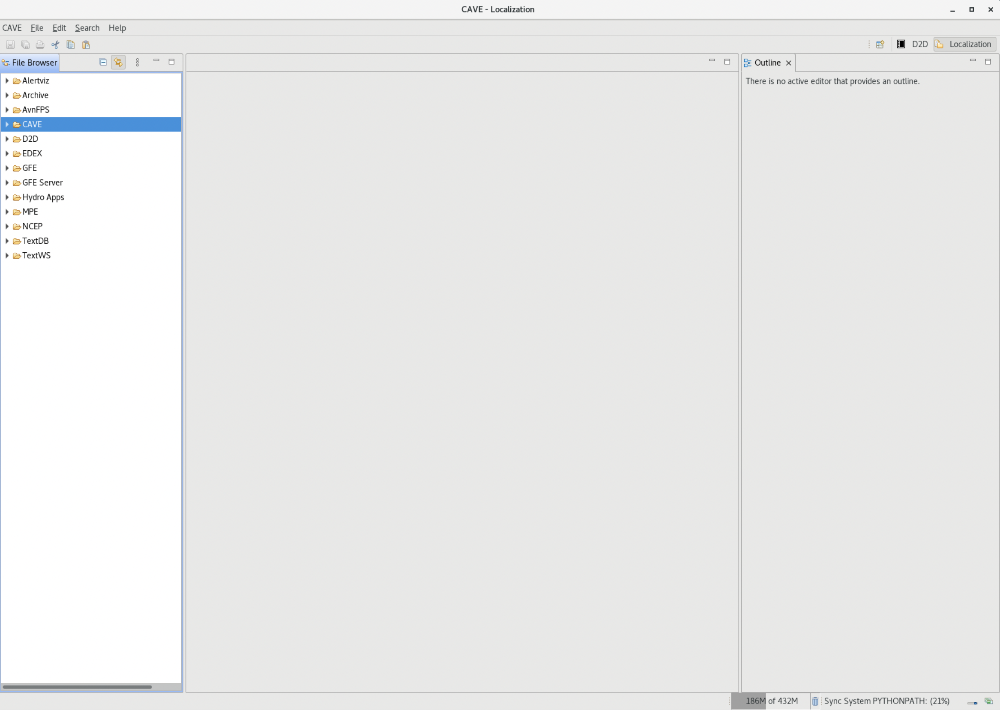 CAVE - Localization
CAVE File Edit Search Help
D2D Localization
File Browser
Outline
Alertviz
Archive
AvnFPS
CAVE
D2D
EDEX
GFE
GFE Server
Hydro Apps
MPE
NCEP
TextDB
TextWS
There is no active editor that provides an outline.
186M of 432M Sync System PYTHONPATH: (21%)